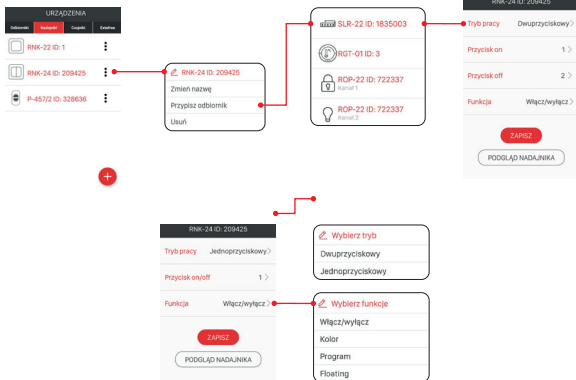 URZĄDZENIA
Odbiorniki Nadajniki Czujniki Extafree
RNK-22 ID: 1
RNK-24 ID: 209425
P-457/2 ID: 328636
RNK-24 ID: 209425
Zmień nazwę
Przypisz odbiornik
Usuń
SLR-22 ID: 1835003
RGT-01 ID: 3
ROP-22 ID: 722337
Kanał 1
ROP-22 ID: 722337
Kanał 2
RNK-24 ID: 209425
Tryb pracy Dwuprzyciskowy
Przycisk on 1
Przycisk off 2
Funkcja Włącz/wyłącz
ZAPISZ
PODGLĄD NADAJNIKA
RNK-24 ID: 209425
Tryb pracy Jednoprzyciskowy
Przycisk on/off 1
Funkcja Włącz/wyłącz
ZAPISZ
PODGLĄD NADAJNIKA
Wybierz tryb
Dwuprzyciskowy
Jednoprzyciskowy
Wybierz funkcje
Włącz/wyłącz
Kolor
Program
Floating